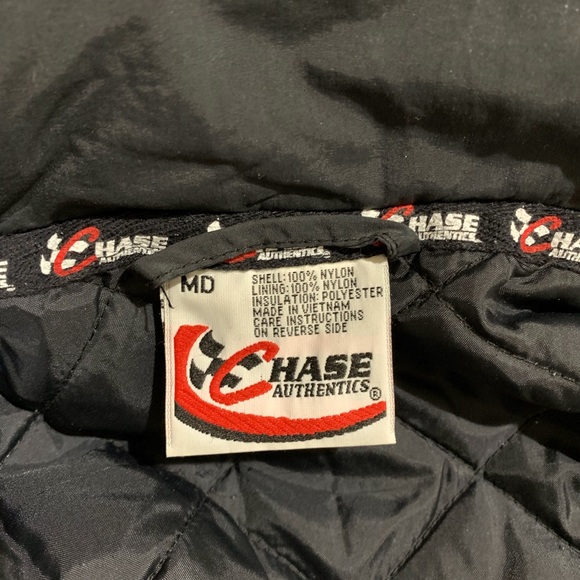 CHASE
AUTHENTICS
CHASE
AUTHENTICS
CHASE
AUTHENTICS
MD
SHELL:100% NYLON
LINING:100% NYLON
INSULATION: POLYESTER
MADE IN VIETNAM
CARE INSTRUCTIONS
ON REVERSE SIDE
CHASE
AUTHENTICS®